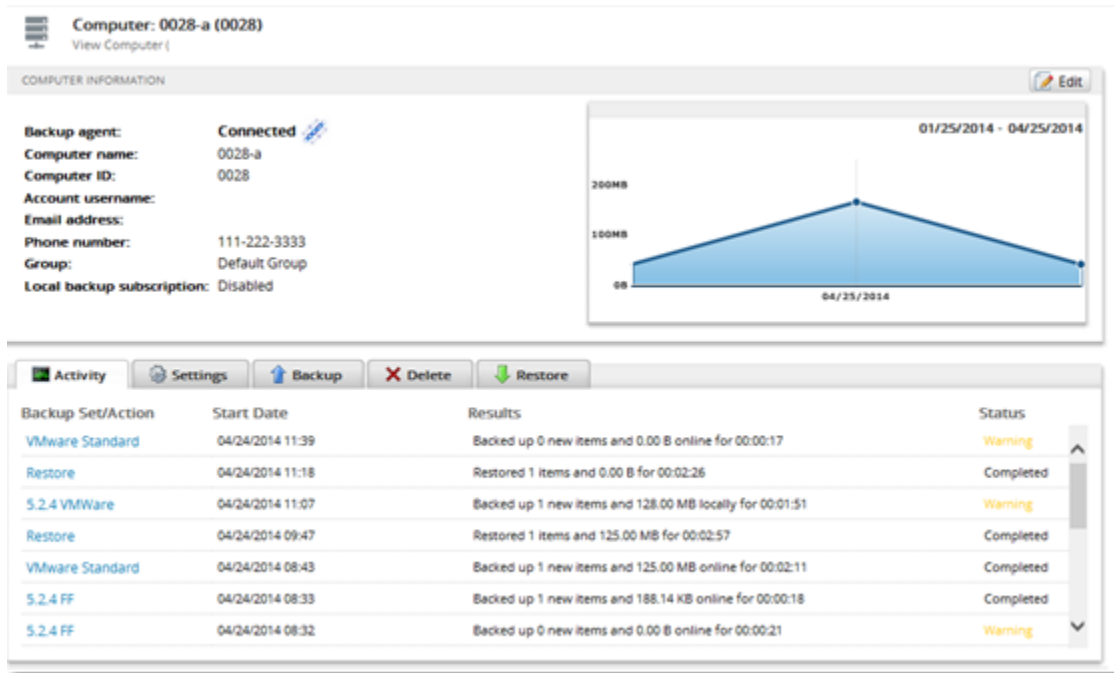 Computer: 0028-a (0028)
View Computer (
COMPUTER INFORMATION
Edit
Backup agent: Connected
Computer name: 0028-a
Computer ID: 0028
Account username:
Email address:
Phone number: 111-222-3333
Group: Default Group
Local backup subscription: Disabled
01/25/2014 - 04/25/2014
200MB
100MB
0B
04/25/2014
Activity Settings Backup Delete Restore
Backup Set/Action Start Date Results Status
VMware Standard 04/24/2014 11:39 Backed up 0 new items and 0.00 B online for 00:00:17 Warning
Restore 04/24/2014 11:18 Restored 1 items and 0.00 B for 00:02:26 Completed
5.2.4 VMWare 04/24/2014 11:07 Backed up 1 new items and 128.00 MB locally for 00:01:51 Warning
Restore 04/24/2014 09:47 Restored 1 items and 125.00 MB for 00:02:57 Completed
VMware Standard 04/24/2014 08:43 Backed up 1 new items and 125.00 MB online for 00:02:11 Completed
5.2.4 FF 04/24/2014 08:33 Backed up 1 new items and 188.14 KB online for 00:00:18 Completed
5.2.4 FF 04/24/2014 08:32 Backed up 0 new items and 0.00 B online for 00:00:21 Warning